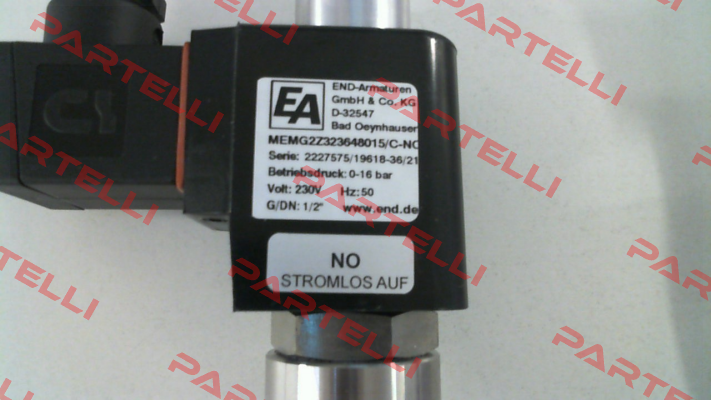 EA
END-Armaturen
GmbH & Co. KG
D-32547
Bad Oeynhausen
MEMG2Z323648015/C-NO
Serie: 2227575/19618-36/21
Betriebsdruck: 0-16 bar
Volt: 230V Hz: 50
G/DN: 1/2" www.end.de
NO
STROMLOS AUF
PARTELLI
PARTELLI
PARTELLI
PARTELLI
PARTELLI
PARTELLI
PARTELLI